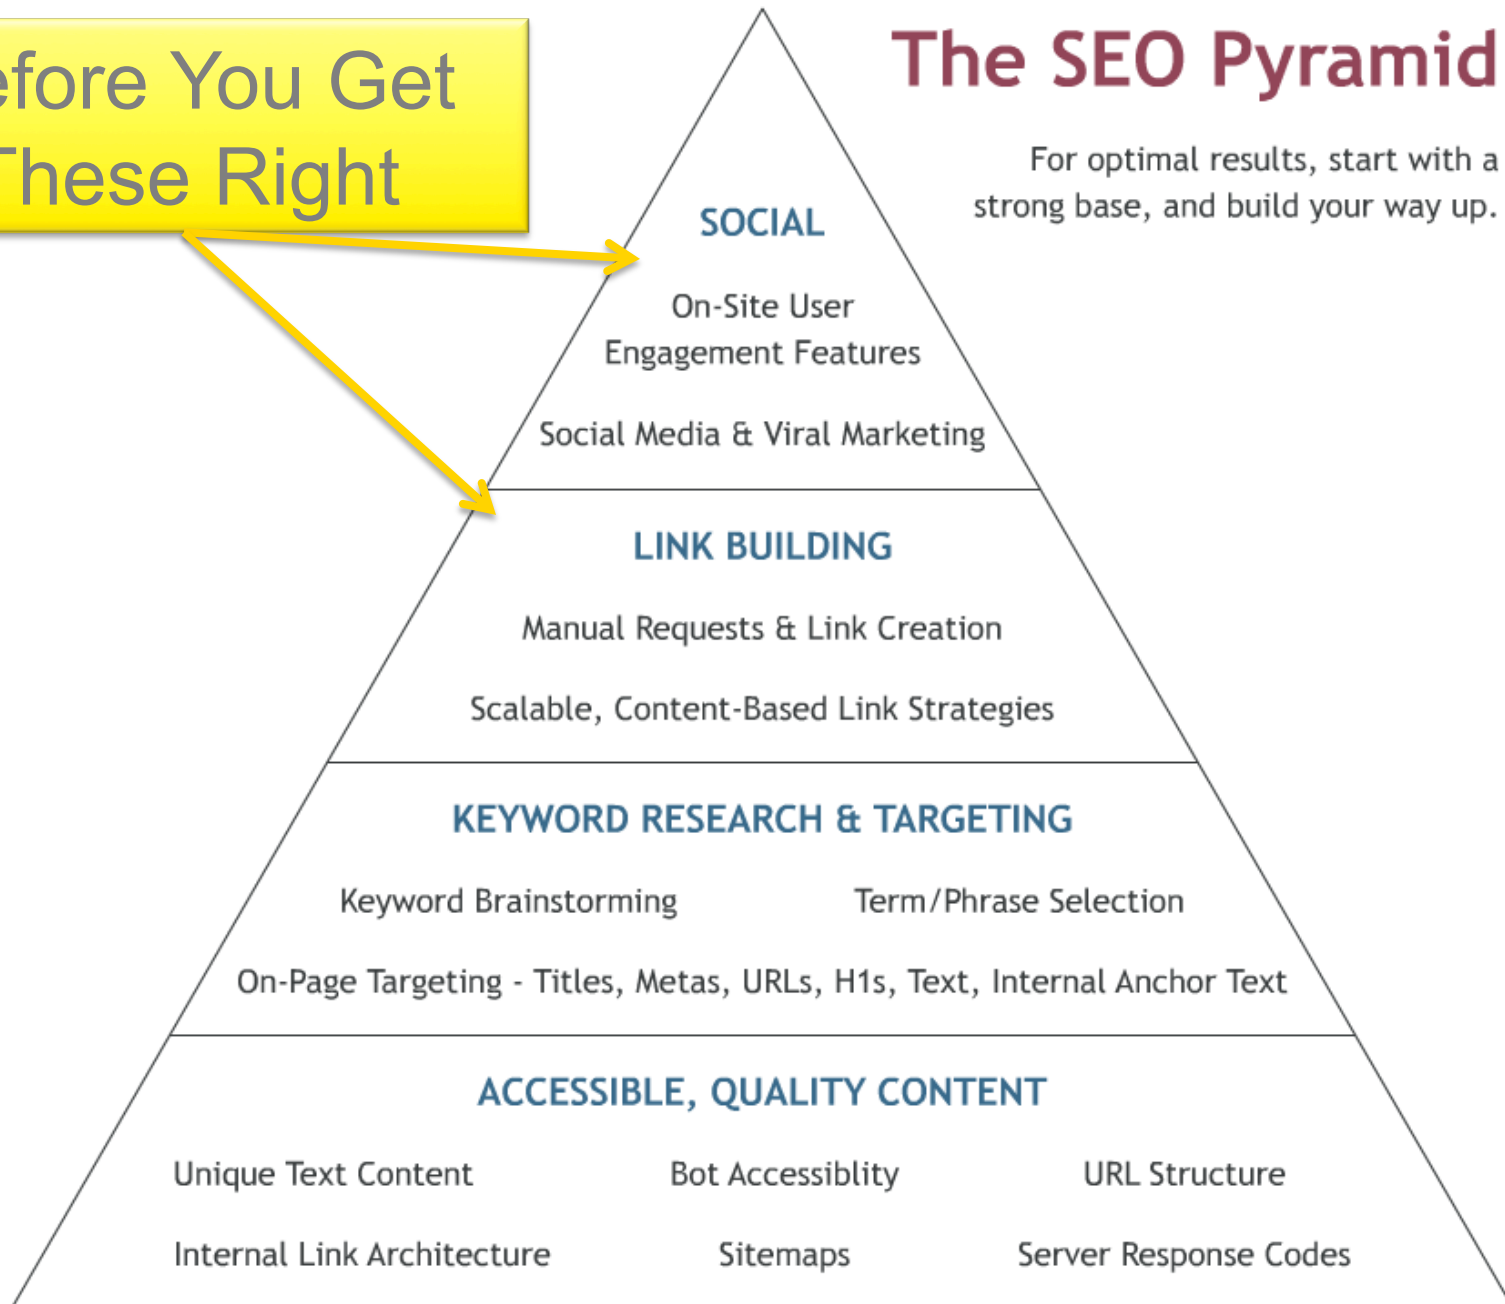 efore You Get
These Right
The SEO Pyramid
For optimal results, start with a
strong base, and build your way up.
SOCIAL
On-Site User
Engagement Features
Social Media & Viral Marketing
LINK BUILDING
Manual Requests & Link Creation
Scalable, Content-Based Link Strategies
KEYWORD RESEARCH & TARGETING
Keyword Brainstorming Term/Phrase Selection
On-Page Targeting - Titles, Metas, URLs, H1s, Text, Internal Anchor Text
ACCESSIBLE, QUALITY CONTENT
Unique Text Content Bot Accessiblity URL Structure
Internal Link Architecture Sitemaps Server Response Codes